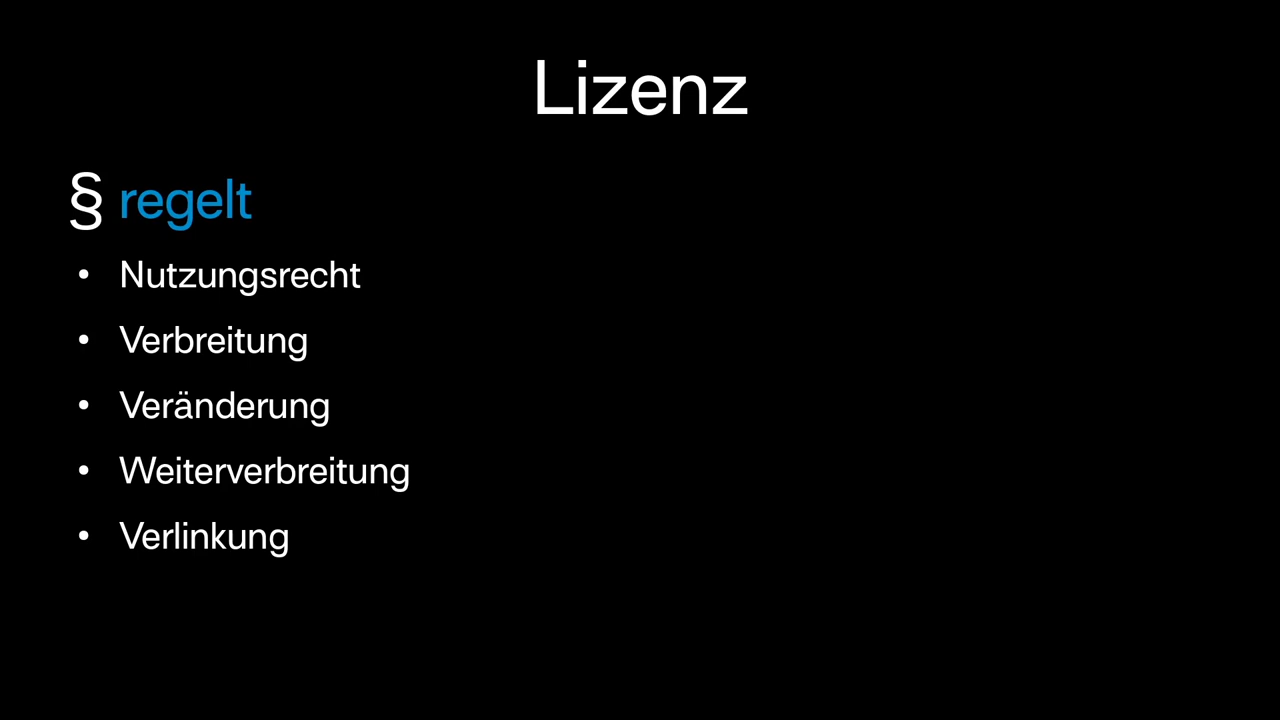 Lizenz
§ regelt
• Nutzungsrecht
• Verbreitung
• Veränderung
• Weiterverbreitung
• Verlinkung